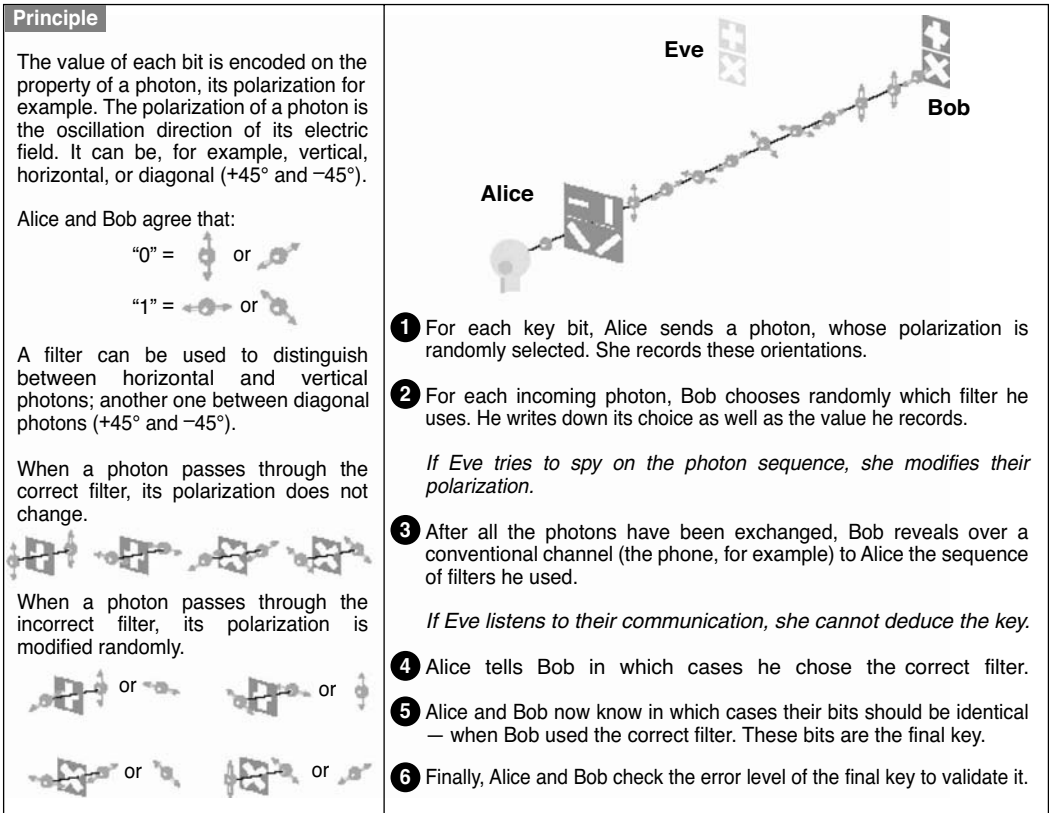 Principle
The value of each bit is encoded on the
property of a photon, its polarization for
example. The polarization of a photon is
the oscillation direction of its electric
field. It can be, for example, vertical,
horizontal, or diagonal (+45° and –45°).
Alice and Bob agree that:
“0” = or
“1” = or
A filter can be used to distinguish
between horizontal and vertical
photons; another one between diagonal
photons (+45° and –45°).
When a photon passes through the
correct filter, its polarization does not
change.
When a photon passes through the
incorrect filter, its polarization is
modified randomly.
or or
or or
Eve
Bob
Alice
1 For each key bit, Alice sends a photon, whose polarization is
randomly selected. She records these orientations.
2 For each incoming photon, Bob chooses randomly which filter he
uses. He writes down its choice as well as the value he records.
If Eve tries to spy on the photon sequence, she modifies their
polarization.
3 After all the photons have been exchanged, Bob reveals over a
conventional channel (the phone, for example) to Alice the sequence
of filters he used.
If Eve listens to their communication, she cannot deduce the key.
4 Alice tells Bob in which cases he chose the correct filter.
5 Alice and Bob now know in which cases their bits should be identical
— when Bob used the correct filter. These bits are the final key.
6 Finally, Alice and Bob check the error level of the final key to validate it.